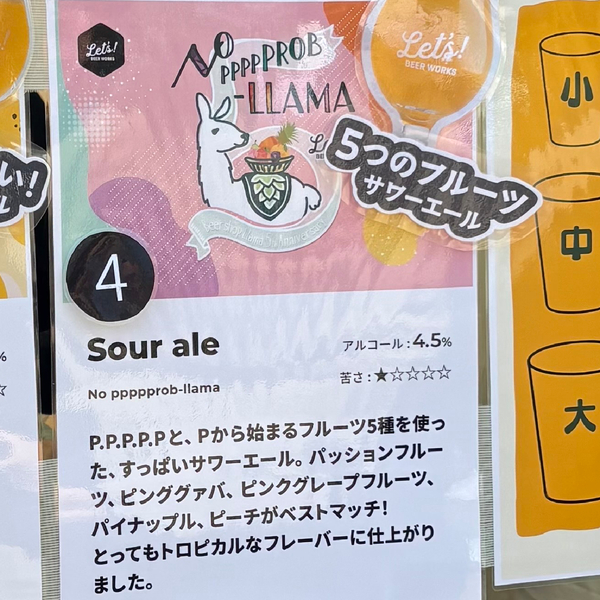 Let's!
BEER WORKS
NO
PPPPPROB
-LLAMA
Let's!
BEER WORKS
5つのフルーツ
サワーエール
4
Sour ale
No pppppprob-llama
アルコール:4.5%
苦さ:★☆☆☆☆
P.P.P.P.Pと、Pから始まるフルーツ5種を使っ
た、すっぱいサワーエール。パッションフルー
ツ、ピンググァバ、ピンクグレープフルーツ、
パイナップル、ピーチがベストマッチ!
とってもトロピカルなフレーバーに仕上がり
ました。
小
中
大
い!
ル
%
☆